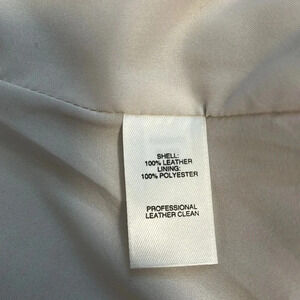 SHELL:
100% LEATHER
LINING:
100% POLYESTER
PROFESSIONAL
LEATHER CLEAN